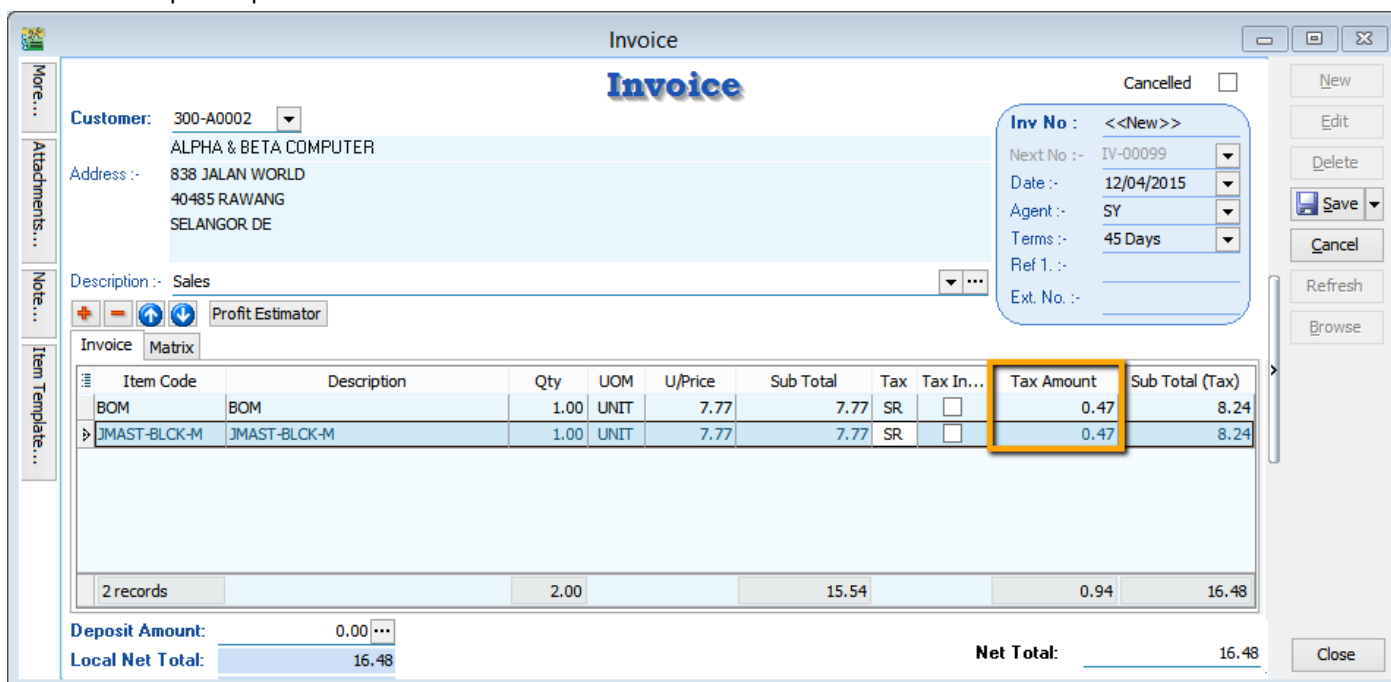 Invoice
More...
Attachments...
Note...
Item Template...
Invoice
Cancelled
Customer: 300-A0002
ALPHA & BETA COMPUTER
Address :- 838 JALAN WORLD
40485 RAWANG
SELANGOR DE
Inv No : <<New>>
Next No :- IV-00099
Date :- 12/04/2015
Agent :- SY
Terms :- 45 Days
Ref 1. :-
Ext. No. :-
Description :- Sales
Profit Estimator
Invoice Matrix
Item Code Description Qty UOM U/Price Sub Total Tax Tax In... Tax Amount Sub Total (Tax)
BOM BOM 1.00 UNIT 7.77 7.77 SR 0.47 8.24
JMAST-BLCK-M JMAST-BLCK-M 1.00 UNIT 7.77 7.77 SR 0.47 8.24
2 records 2.00 15.54 0.94 16.48
Deposit Amount: 0.00 ...
Local Net Total: 16.48
Net Total: 16.48
New
Edit
Delete
Save
Cancel
Refresh
Browse
Close